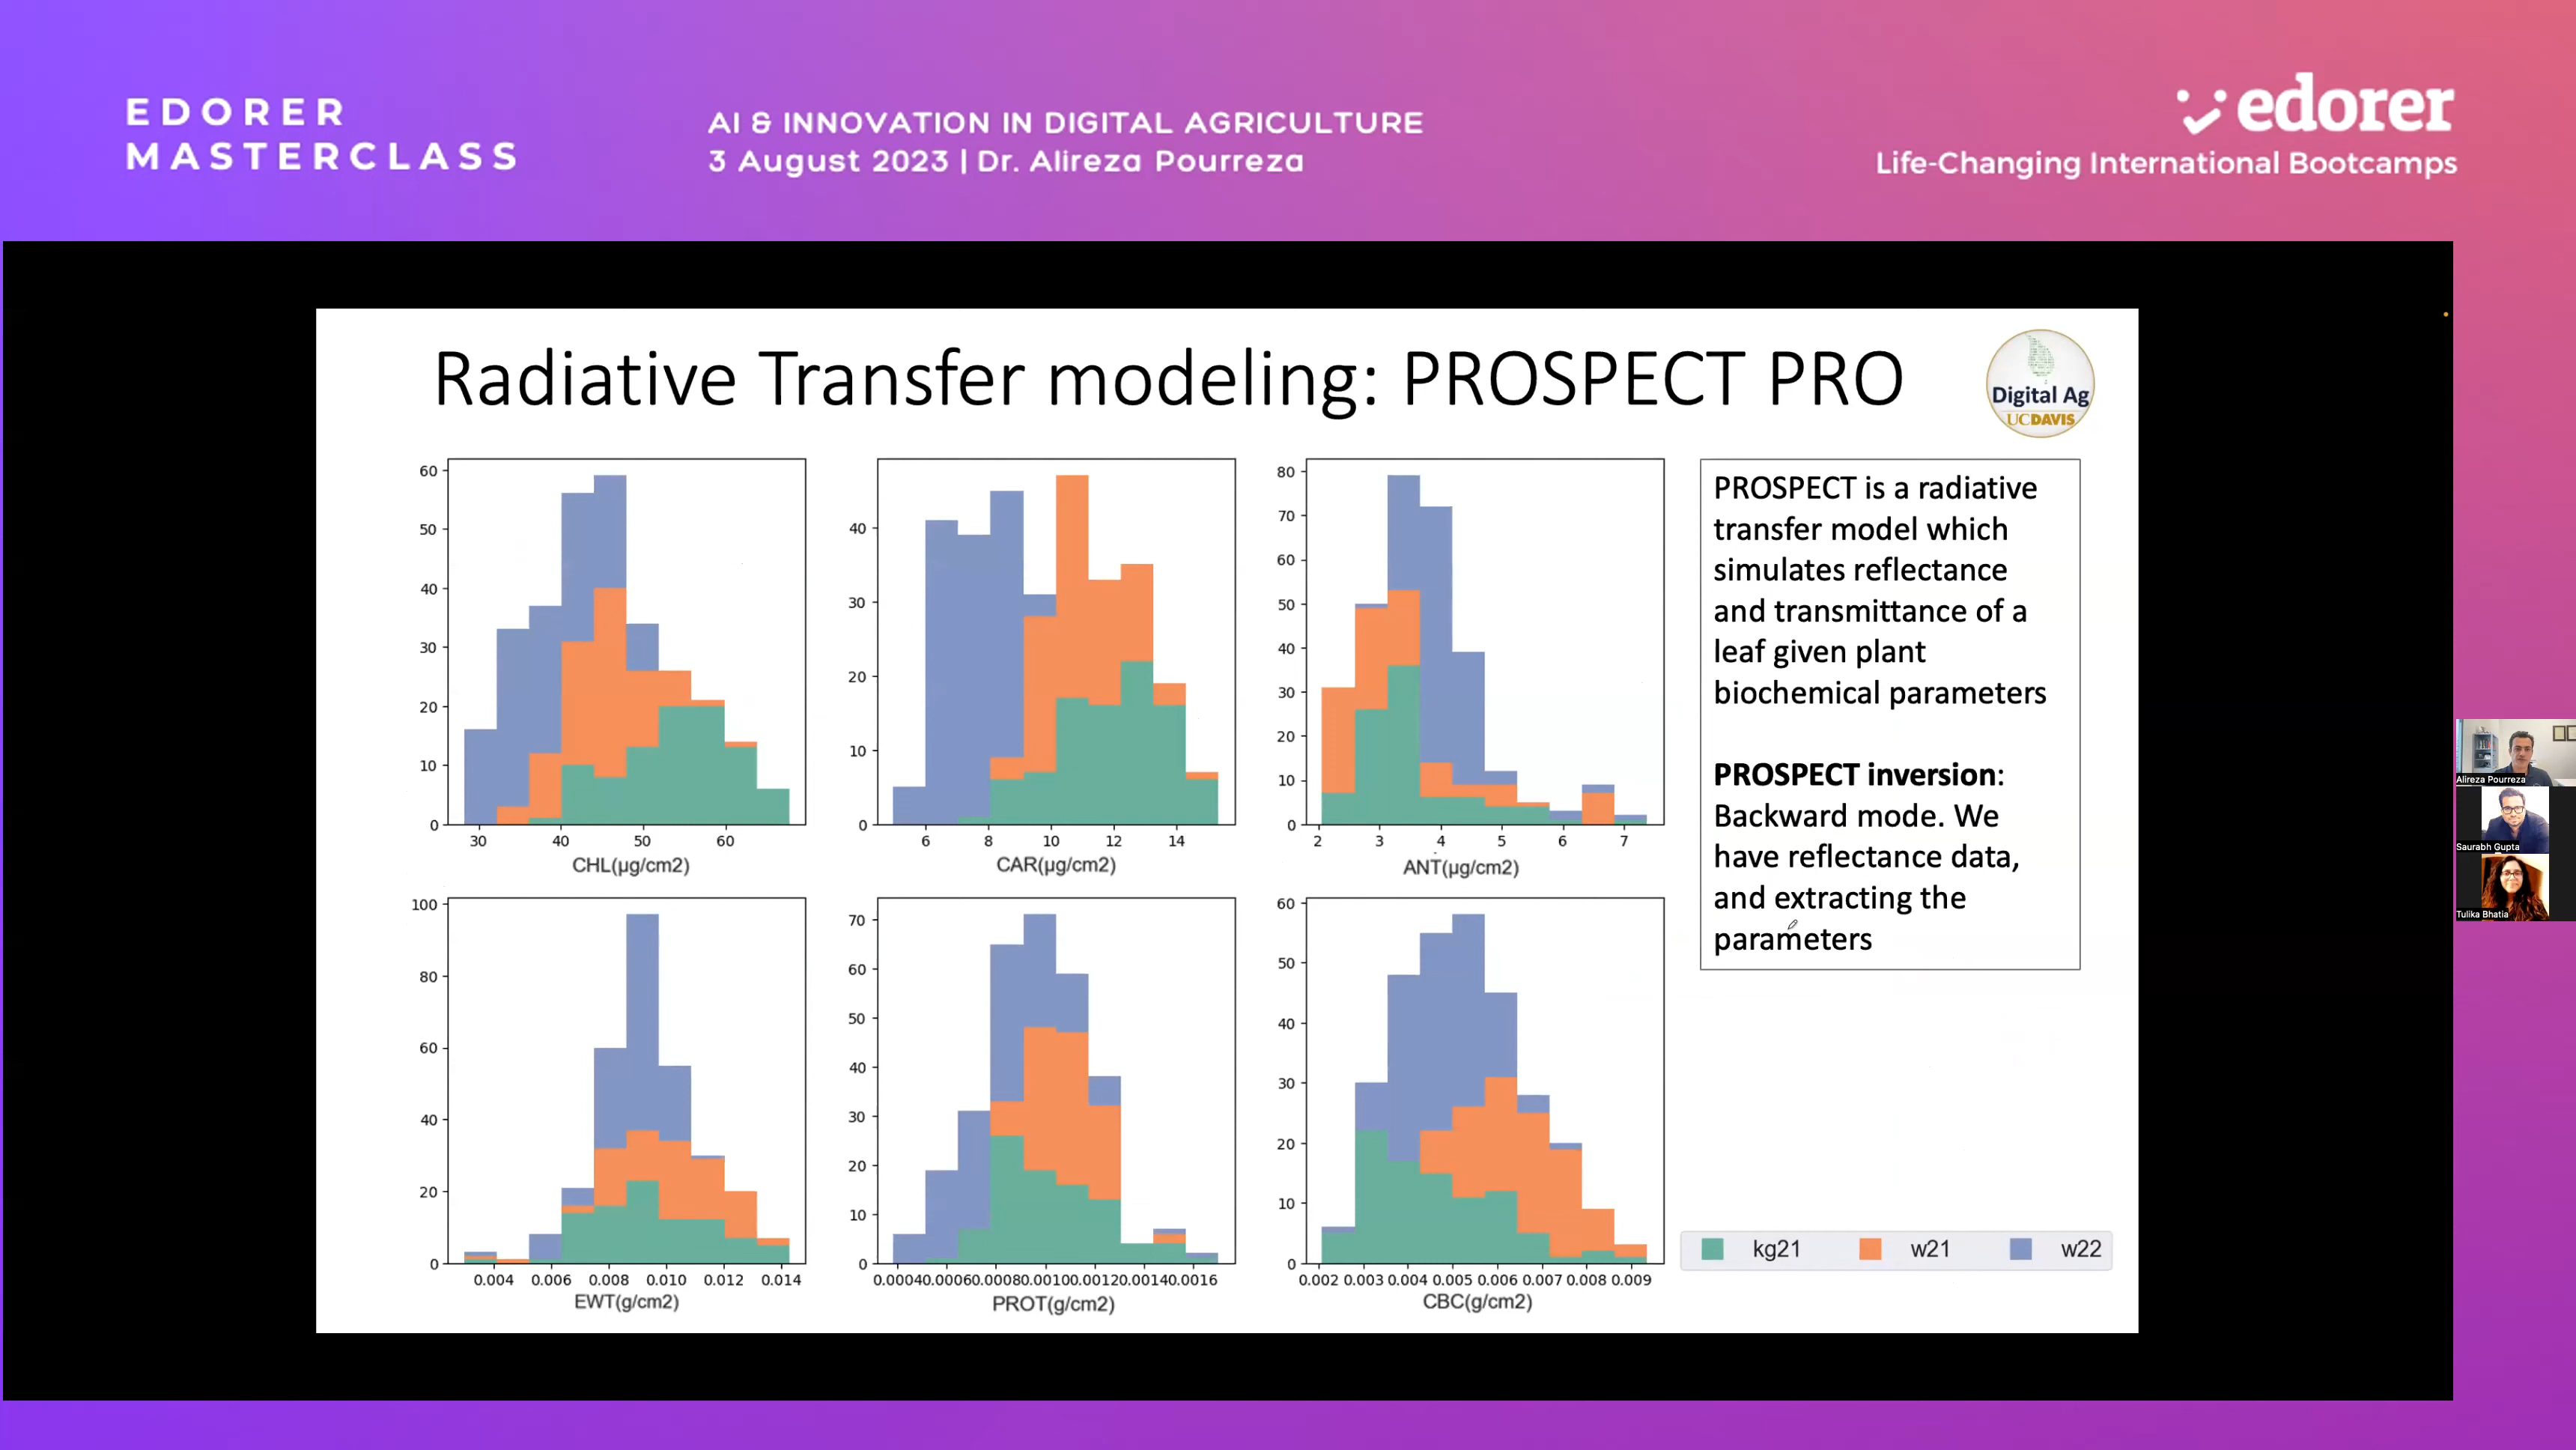 EDORER
MASTERCLASS
AI & INNOVATION IN DIGITAL AGRICULTURE
3 August 2023 | Dr. Alireza Pourreza
edorer
Life-Changing International Bootcamps
Radiative Transfer modeling: PROSPECT PRO
Digital Ag
UCDAVIS
60
50
40
30
20
10
0
30 40 50 60
CHL(μg/cm2)
40
30
20
10
0
6 8 10 12 14
CAR(μg/cm2)
80
70
60
50
40
30
20
10
0
2 3 4 5 6 7
ANT(μg/cm2)
PROSPECT is a radiative
transfer model which
simulates reflectance
and transmittance of a
leaf given plant
biochemical parameters
PROSPECT inversion:
Backward mode. We
have reflectance data,
and extracting the
parameters
100
80
60
40
20
0
0.004 0.006 0.008 0.010 0.012 0.014
EWT(g/cm2)
70
60
50
40
30
20
10
0
0.00040.00060.00080.00100.00120.00140.0016
PROT(g/cm2)
60
50
40
30
20
10
0
0.002 0.003 0.004 0.005 0.006 0.007 0.008 0.009
CBC(g/cm2)
kg21 w21 w22
Alireza Pourreza
Saurabh Gupta
Tulika Bhatia